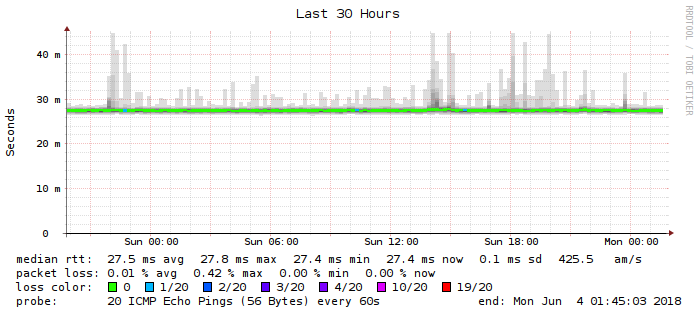 Last 30 Hours
RRDTOOL / TOBI OETIKER
Seconds
40 m
30 m
20 m
10 m
0
Sun 00:00 Sun 06:00 Sun 12:00 Sun 18:00 Mon 00:00
median rtt: 27.5 ms avg 27.8 ms max 27.4 ms min 27.4 ms now 0.1 ms sd 425.5 am/s
packet loss: 0.01 % avg 0.42 % max 0.00 % min 0.00 % now
loss color: 0 1/20 2/20 3/20 4/20 10/20 19/20
probe: 20 ICMP Echo Pings (56 Bytes) every 60s end: Mon Jun 4 01:45:03 2018